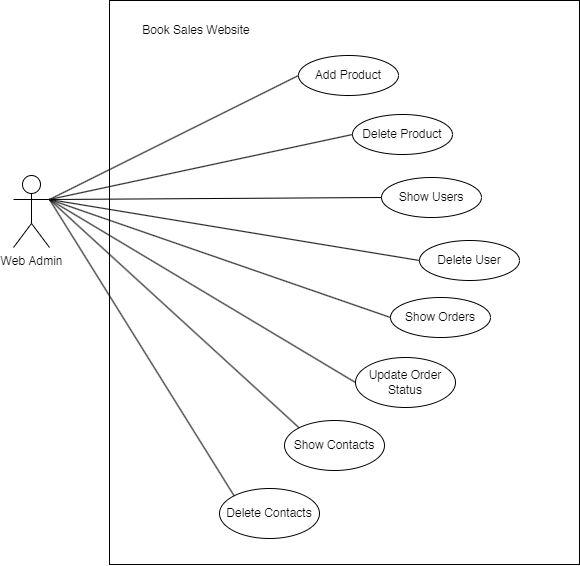 Book Sales Website
Add Product
Delete Product
Show Users
Web Admin
Delete User
Show Orders
Update Order
Status
Show Contacts
Delete Contacts